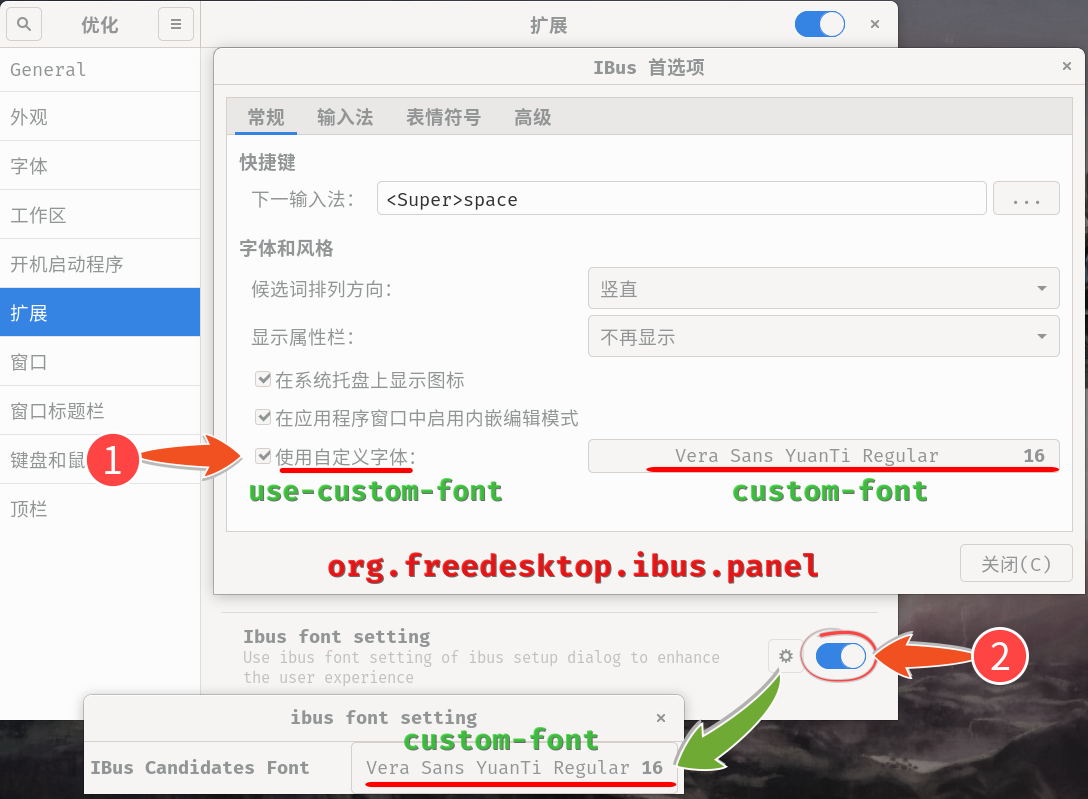 优化
扩展
General
外观
字体
工作区
开机启动程序
扩展
窗口
窗口标题栏
键盘和鼠
顶栏
IBus 首选项
常规 输入法 表情符号 高级
快捷键
下一输入法: <Super>space ...
字体和风格
候选词排列方向: 竖直
显示属性栏: 不再显示
在系统托盘上显示图标
在应用程序窗口中启用内嵌编辑模式
1
使用自定义字体: Vera Sans YuanTi Regular 16
use-custom-font custom-font
org.freedesktop.ibus.panel
关闭(C)
Ibus font setting
Use ibus font setting of ibus setup dialog to enhance
the user experience
2
ibus font setting
custom-font
IBus Candidates Font Vera Sans YuanTi Regular 16